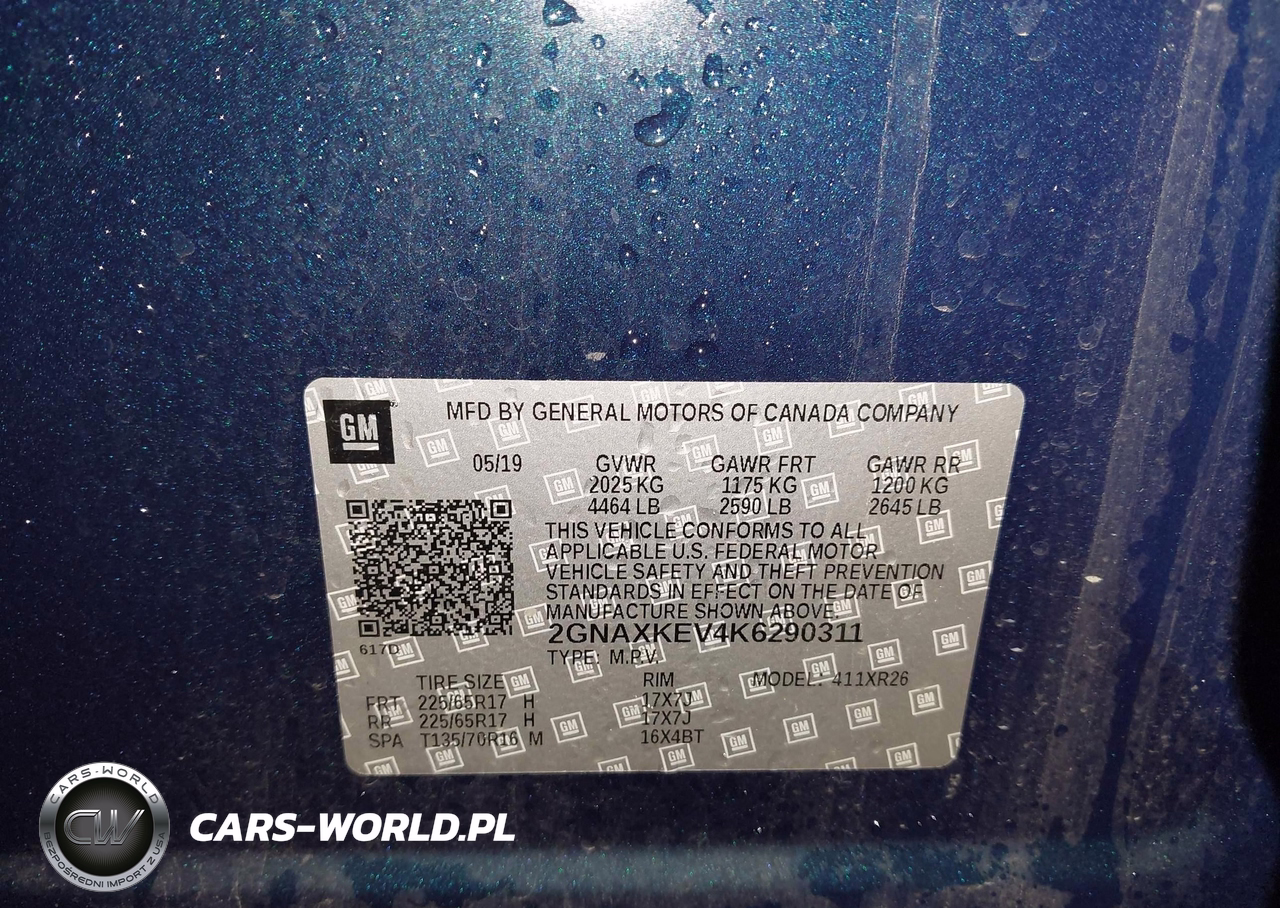 GM
MFD BY GENERAL MOTORS OF CANADA COMPANY
05/19 GVWR GAWR FRT GAWR RR
2025 KG 1175 KG 1200 KG
4464 LB 2590 LB 2645 LB
THIS VEHICLE CONFORMS TO ALL
APPLICABLE U.S. FEDERAL MOTOR
VEHICLE SAFETY AND THEFT PREVENTION
STANDARDS IN EFFECT ON THE DATE OF
MANUFACTURE SHOWN ABOVE.
2GNAXKEV4K6290311
617D
TYPE: M.P.V.
TIRE SIZE RIM MODEL: 411XR26
FRT 225/65R17 H 17X7J
RR 225/65R17 H 17X7J
SPA T135/70R16 M 16X4BT
CARS-WORLD
CW
BEZPOŚREDNI IMPORT Z USA
CARS-WORLD.PL